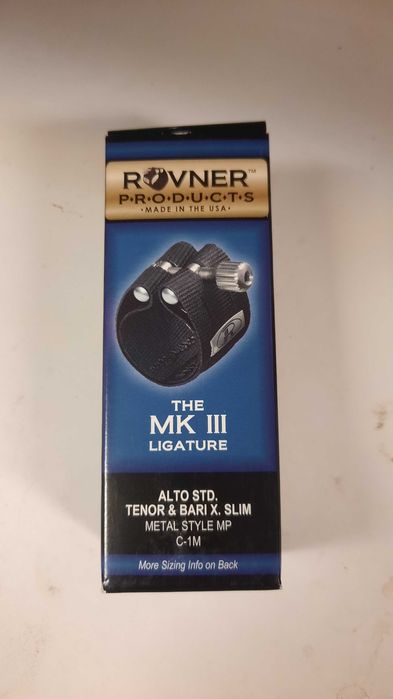 ROVNER™
P•R•O•D•U•C•T•S
•MADE IN THE USA•
R
THE
MK III
LIGATURE
ALTO STD.
TENOR & BARI X. SLIM
METAL STYLE MP
C-1M
More Sizing Info on Back